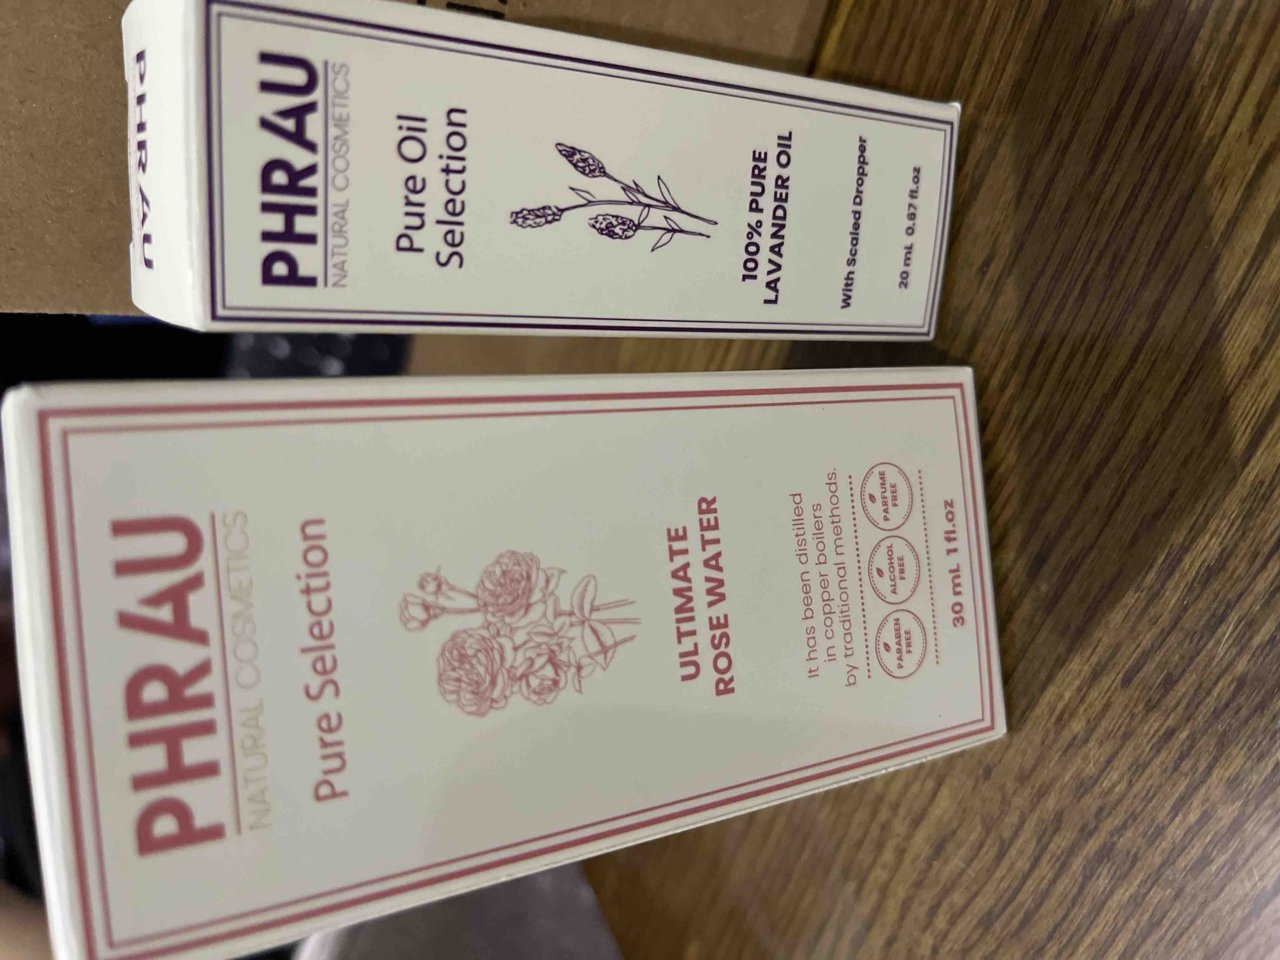 PHRAU
PHRAU
NATURAL COSMETICS
Pure Oil
Selection
100% PURE
LAVANDER OIL
With Scaled Dropper
20 mL 0.67 fl.oz
PHRAU
NATURAL COSMETICS
Pure Selection
ULTIMATE
ROSE WATER
It has been distilled
in copper boilers
by traditional methods.
PARABEN
FREE
ALCOHOL
FREE
PARFUME
FREE
30 mL 1 fl.oz